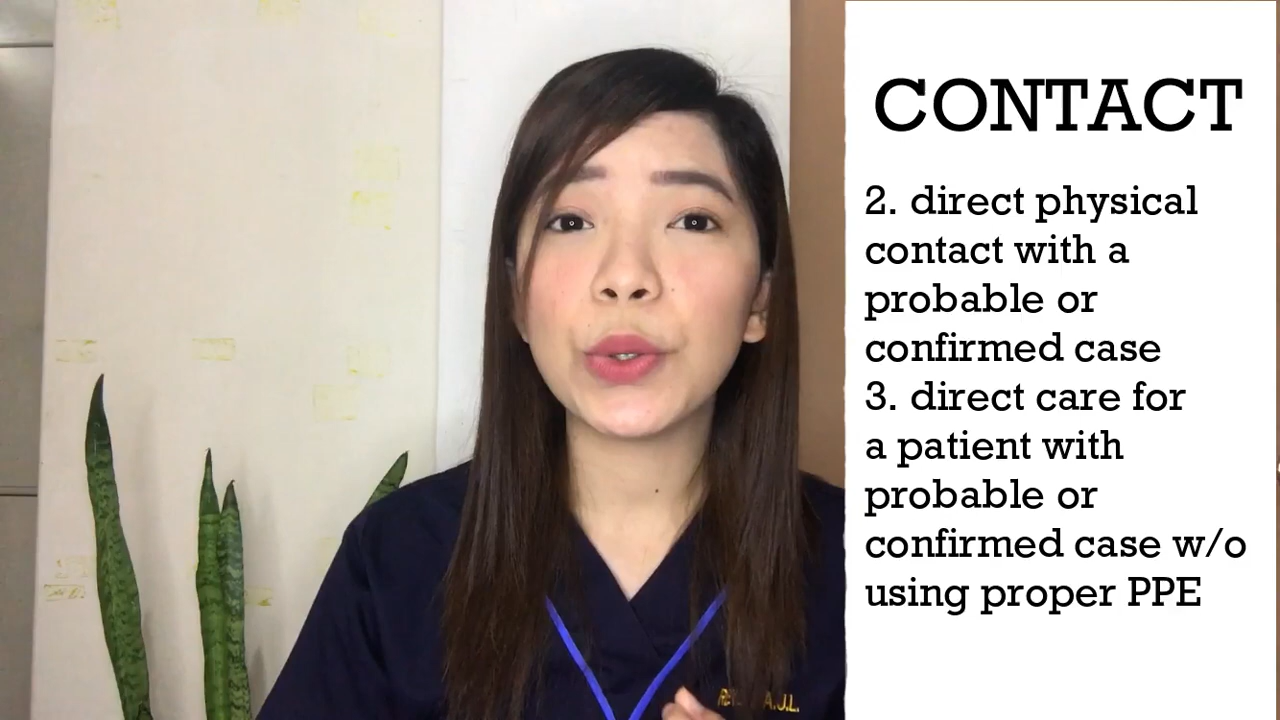 CONTACT
2. direct physical
contact with a
probable or
confirmed case
3. direct care for
a patient with
probable or
confirmed case w/o
using proper PPE
A.J.L.